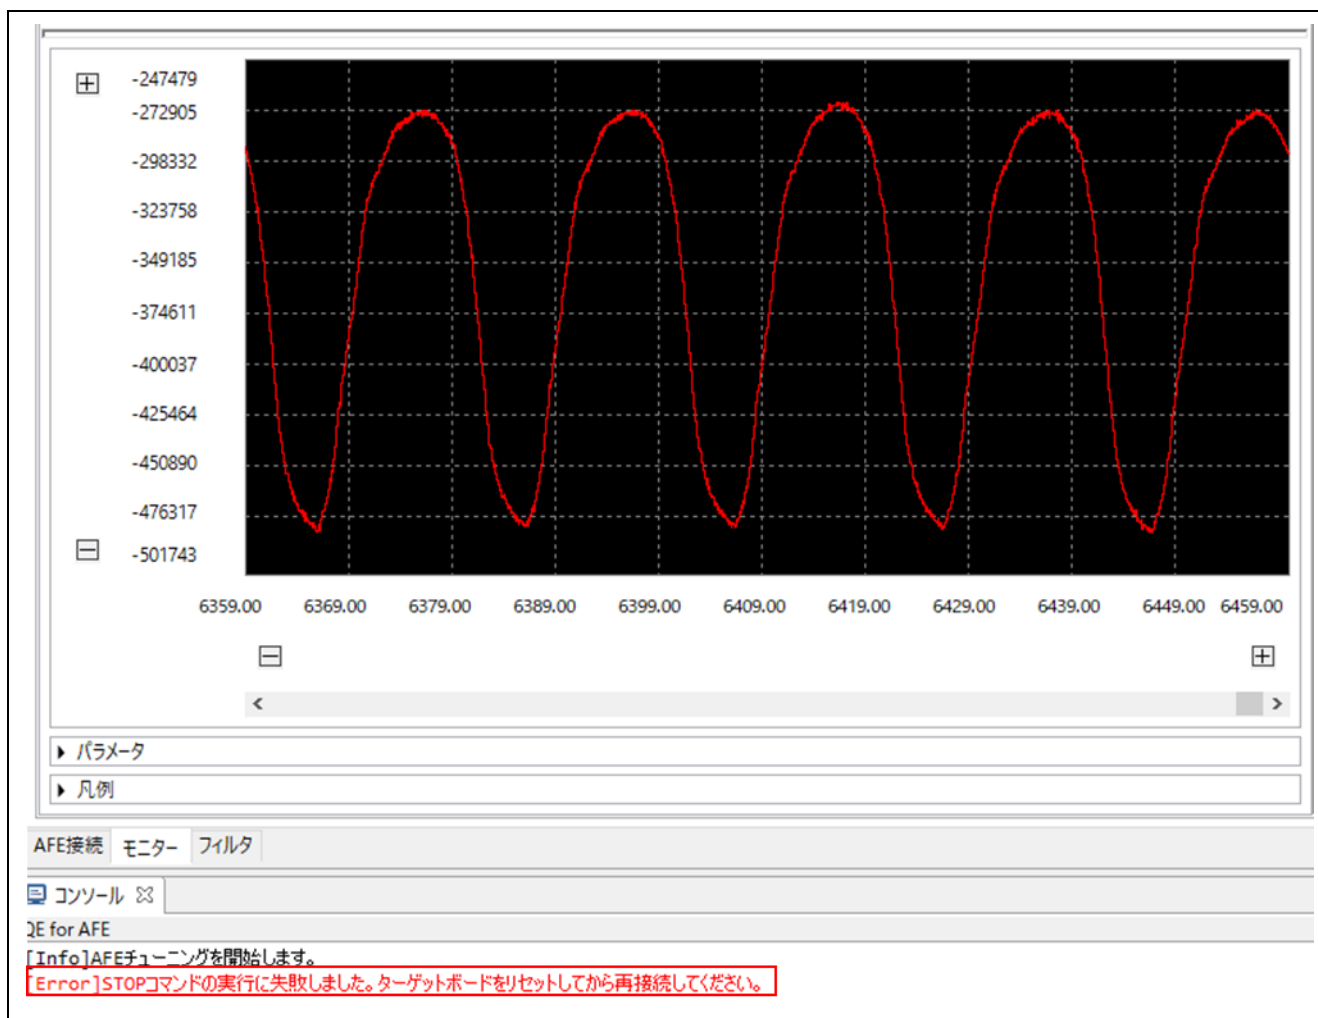 -247479
-272905
-298332
-323758
-349185
-374611
-400037
-425464
-450890
-476317
-501743
6359.00 6369.00 6379.00 6389.00 6399.00 6409.00 6419.00 6429.00 6439.00 6449.00 6459.00
パラメータ
凡例
AFE接続 モニター フィルタ
コンソール
QE for AFE
[Info]AFEチューニングを開始します。
[Error]STOPコマンドの実行に失敗しました。ターゲットボードをリセットしてから再接続してください。